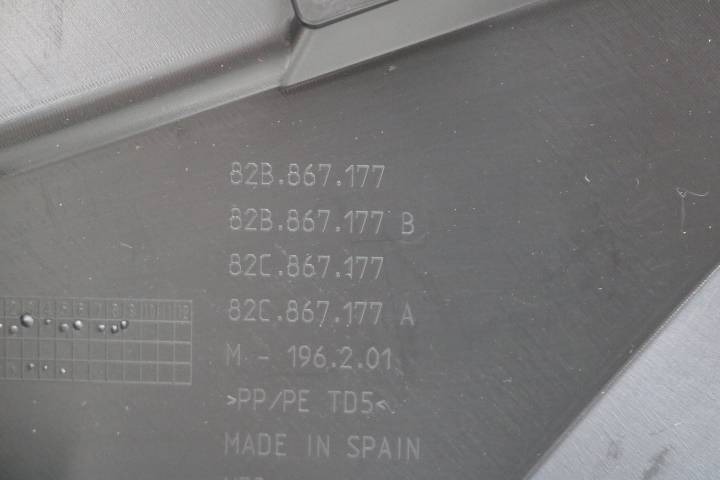 82B.867.177
82B.867.177 B
82C.867.177
82C.867.177 A
M - 196.2.01
>PP/PE TD5<
MADE IN SPAIN